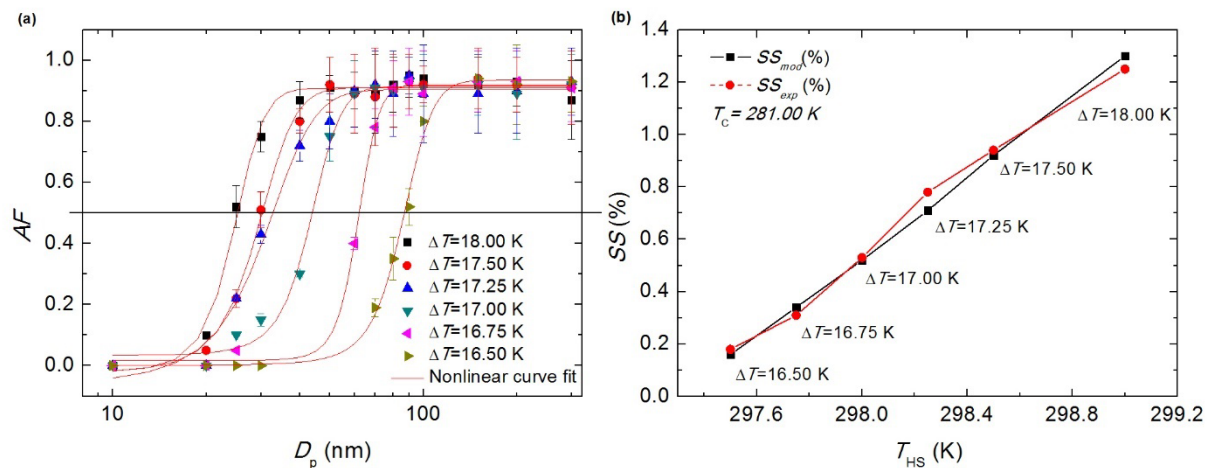 (a)
1.0
0.8
0.6
0.4
0.2
0.0
AF
10
100
Dp (nm)
ΔT=18.00 K
ΔT=17.50 K
ΔT=17.25 K
ΔT=17.00 K
ΔT=16.75 K
ΔT=16.50 K
Nonlinear curve fit
(b)
1.4
1.2
1.0
0.8
0.6
0.4
0.2
0.0
SS (%)
SSmod(%)
SSexp(%)
TC= 281.00 K
ΔT=18.00 K
ΔT=17.50 K
ΔT=17.25 K
ΔT=17.00 K
ΔT=16.75 K
ΔT=16.50 K
297.6 298.0 298.4 298.8 299.2
THS (K)